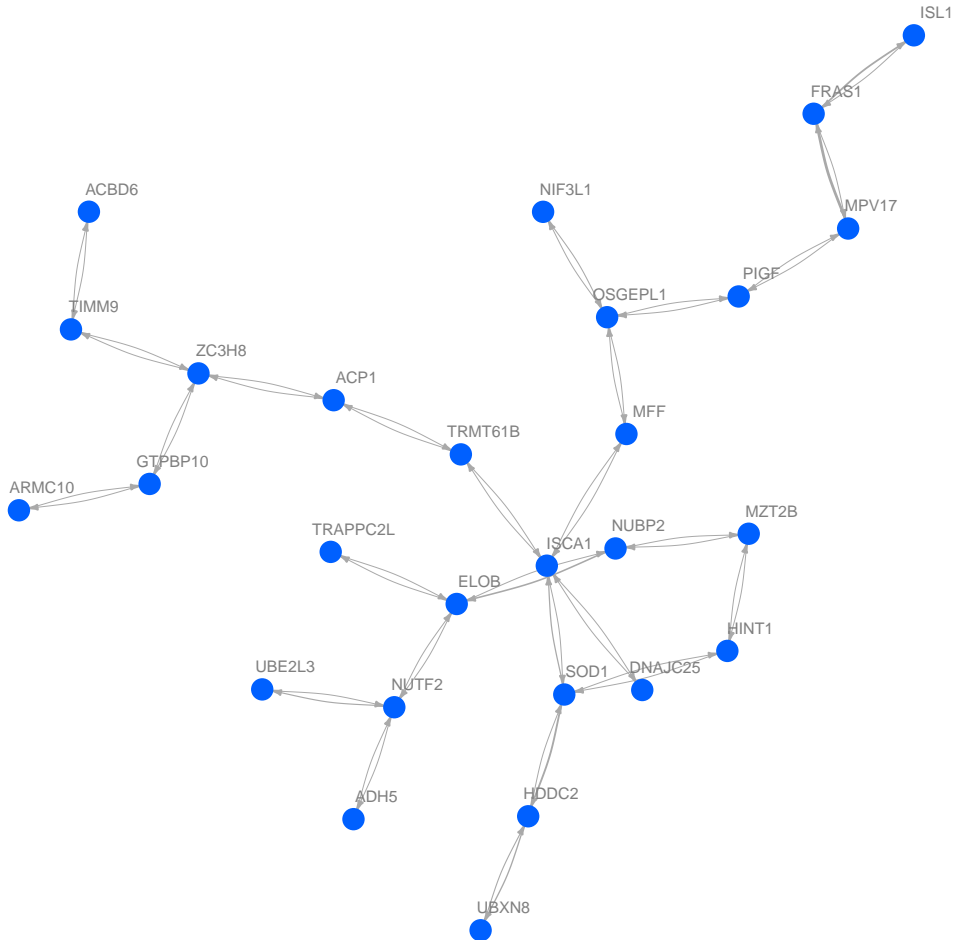 ISL1
FRAS1
ACBD6
NIF3L1
MPV17
PIGF
OSGEPL1
TIMM9
ZC3H8
ACP1
MFF
TRMT61B
GTPBP10
ARMC10
MZT2B
TRAPPC2L
NUBP2
ISCA1
ELOB
HINT1
UBE2L3
SOD1
DNAJC25
NUTF2
ADH5
HDDC2
UBXN8